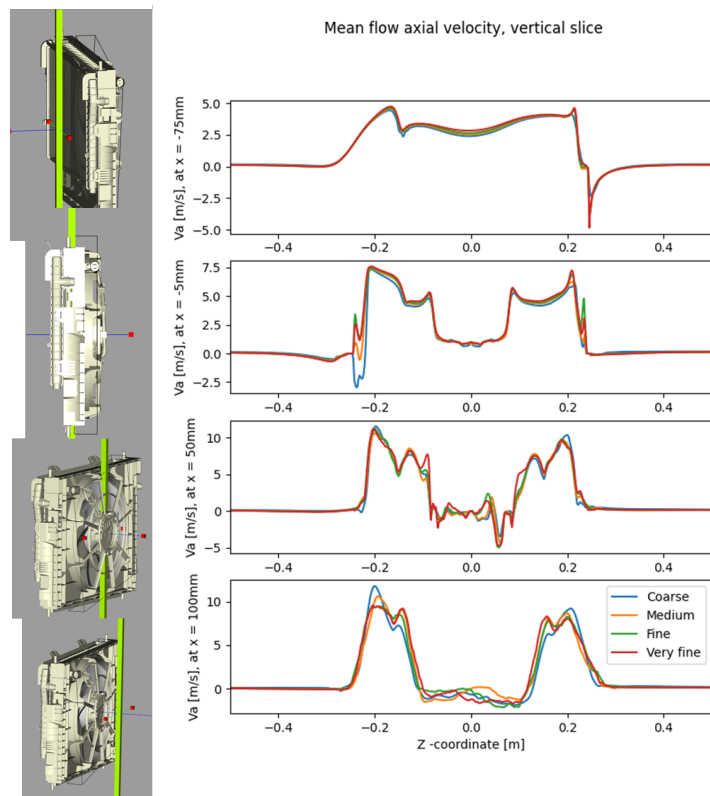 Mean flow axial velocity, vertical slice
Va [m/s], at x = -75mm
5.0
2.5
0.0
−2.5
−5.0
−0.4 −0.2 0.0 0.2 0.4
Va [m/s], at x = -5mm
7.5
5.0
2.5
0.0
−2.5
−0.4 −0.2 0.0 0.2 0.4
Va [m/s], at x = 50mm
10
5
0
−5
−0.4 −0.2 0.0 0.2 0.4
Va [m/s], at x = 100mm
10
5
0
Coarse
Medium
Fine
Very fine
−0.4 −0.2 0.0 0.2 0.4
Z -coordinate [m]